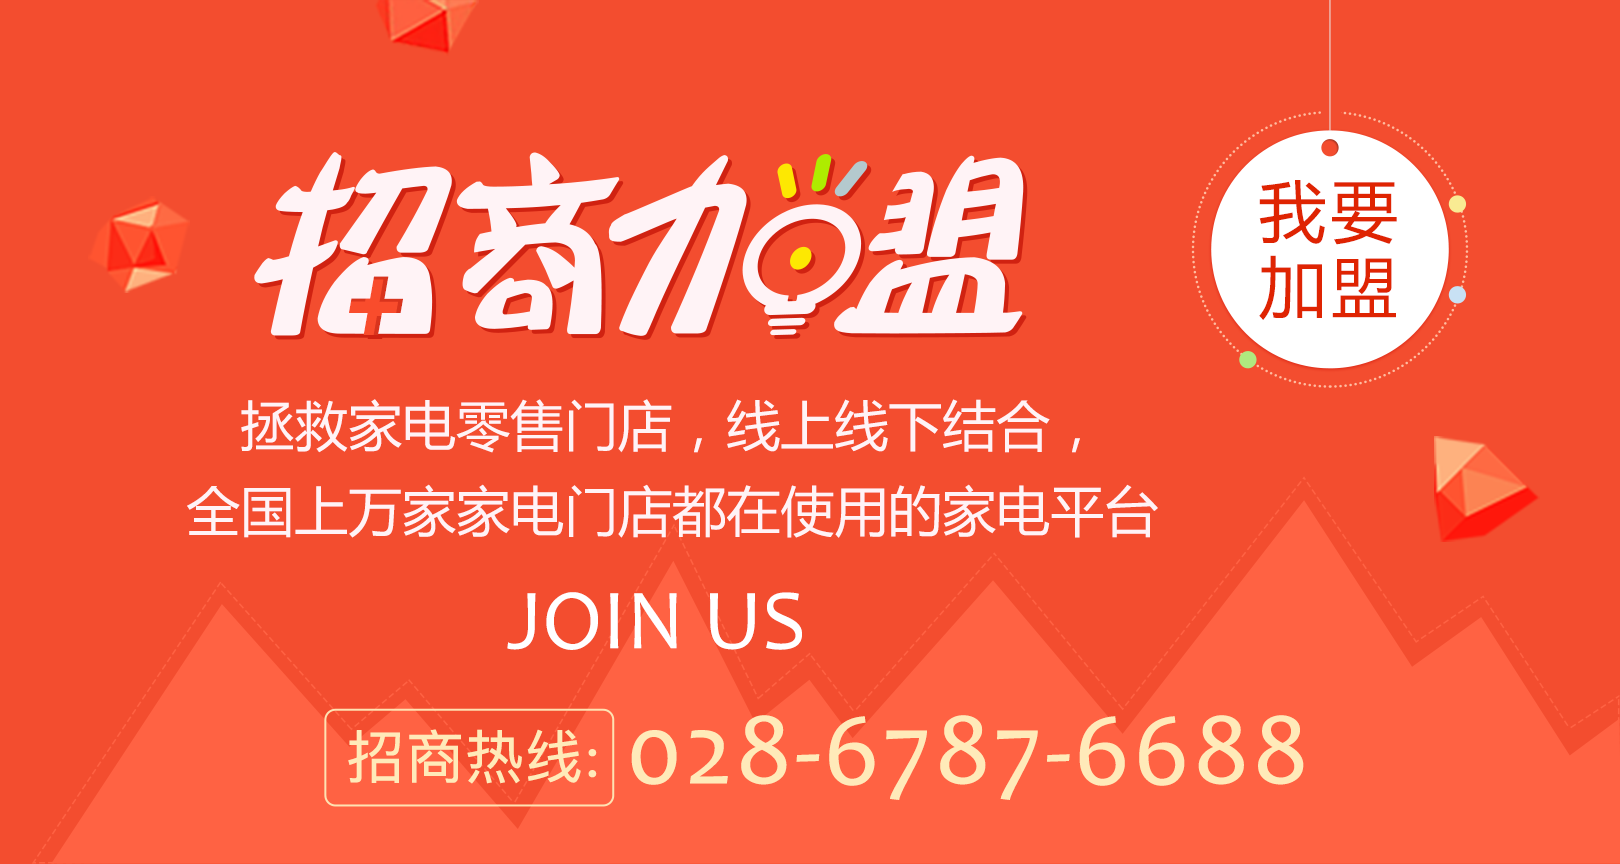 招商加盟
我要
加盟
拯救家电零售门店，线上线下结合，
全国上万家家电门店都在使用的家电平台
JOIN US
招商热线: 028-6787-6688